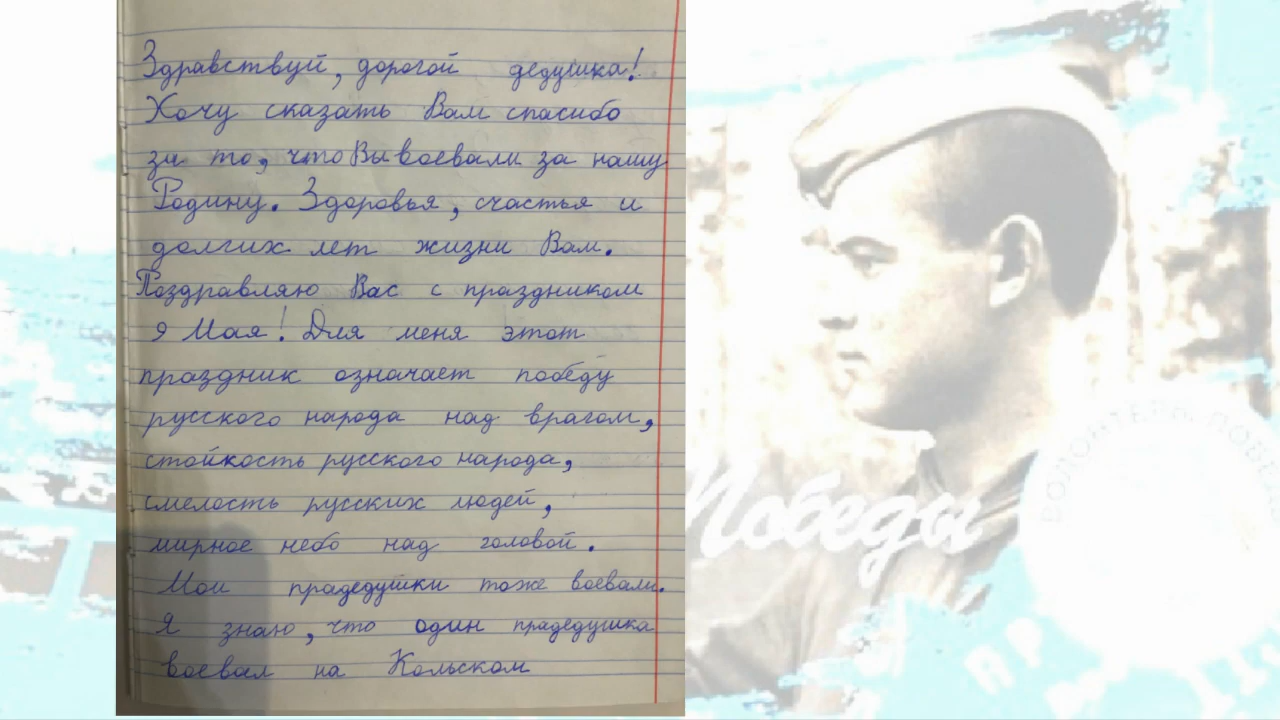 Здравствуй, дорогой дедушка!
Хочу сказать Вам спасибо
за то, что Вы воевали за нашу
Родину. Здоровья, счастья и
долгих лет жизни Вам.
Поздравляю Вас с праздником
9 Мая! Для меня этот
праздник означает победу
русского народа над врагом,
стойкость русского народа,
смелость русских людей,
мирное небо над головой.
Мои прадедушки тоже воевали.
Я знаю, что один прадедушка
воевал на Кольском
Победы